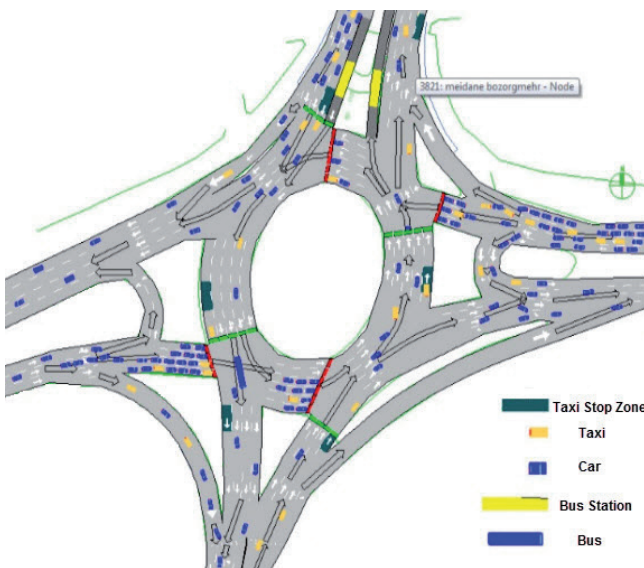 3821: meidane bozorgmehr - Node
Taxi Stop Zone
Taxi
Car
Bus Station
Bus